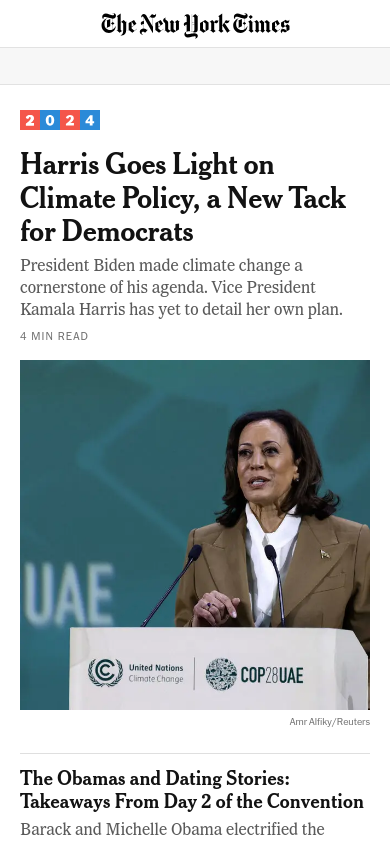 The New York Times
2024
Harris Goes Light on
Climate Policy, a New Tack
for Democrats
President Biden made climate change a
cornerstone of his agenda. Vice President
Kamala Harris has yet to detail her own plan.
4 MIN READ
UAE
United Nations
Climate Change
COP28UAE
Amr Alfiky/Reuters
The Obamas and Dating Stories:
Takeaways From Day 2 of the Convention
Barack and Michelle Obama electrified the